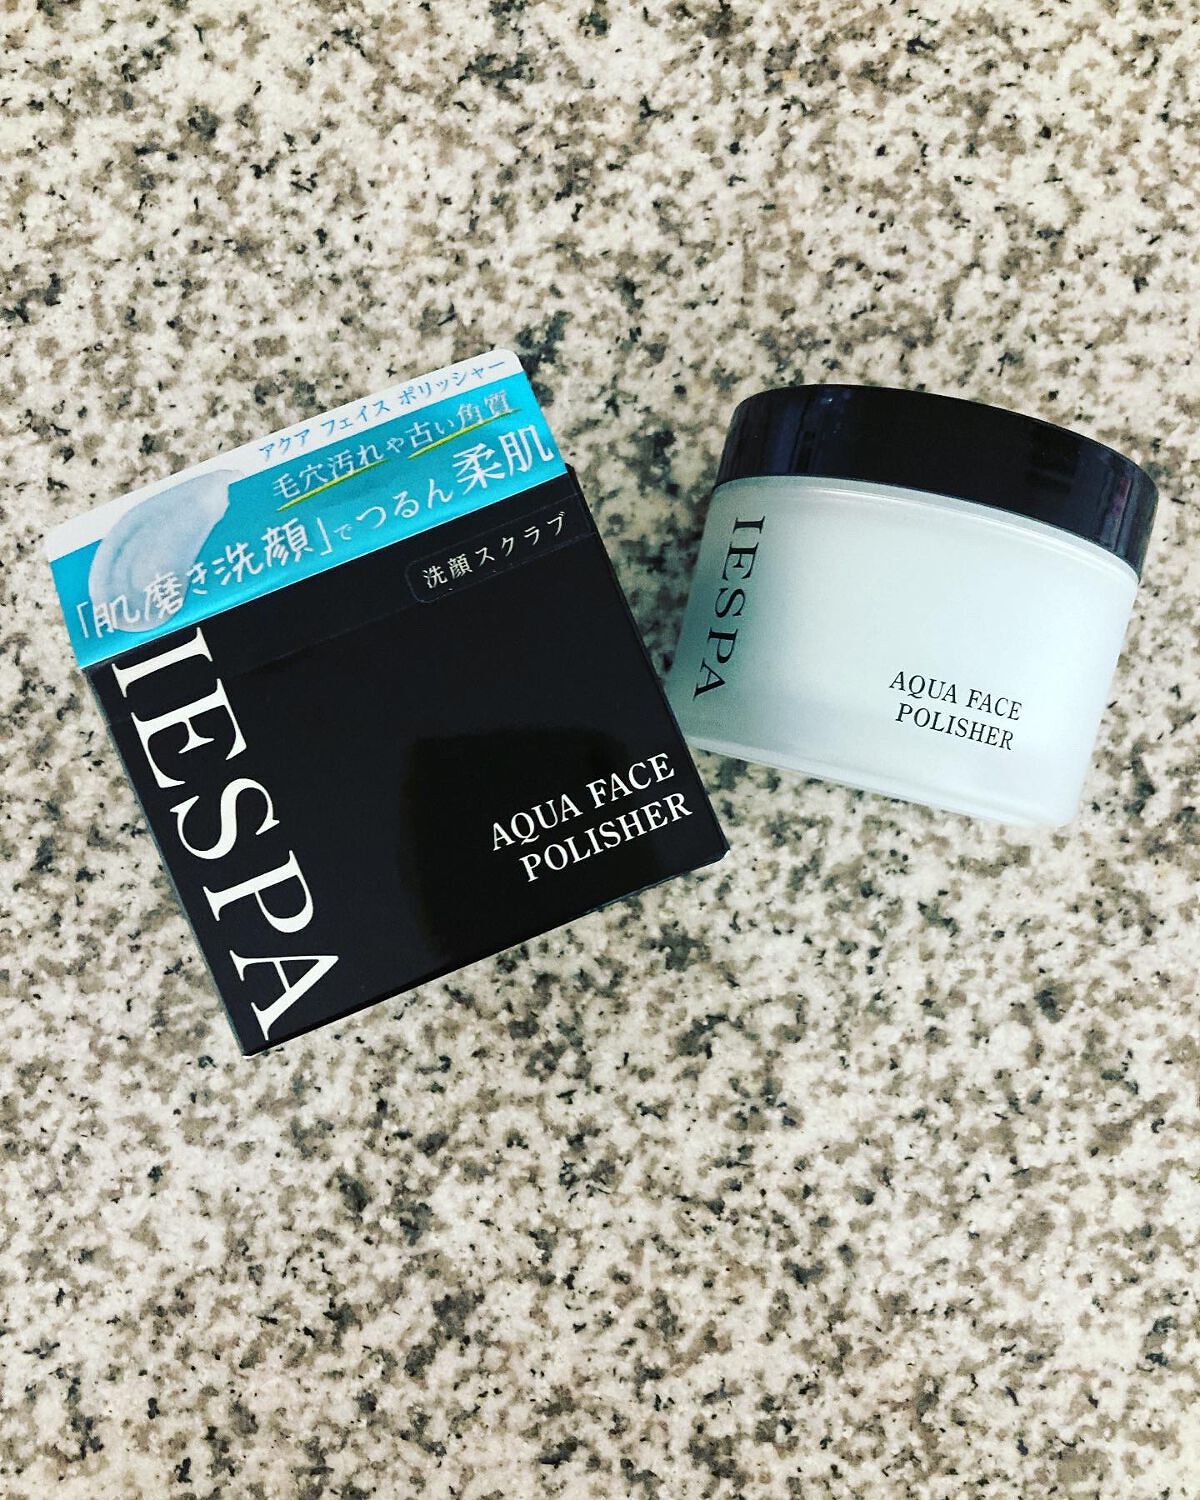 アクア フェイス ポリッシャー
毛穴汚れや古い角質
「肌磨き洗顔」でつるん柔肌
洗顔スクラブ
IESPA
AQUA FACE
POLISHER
IESPA
AQUA FACE
POLISHER